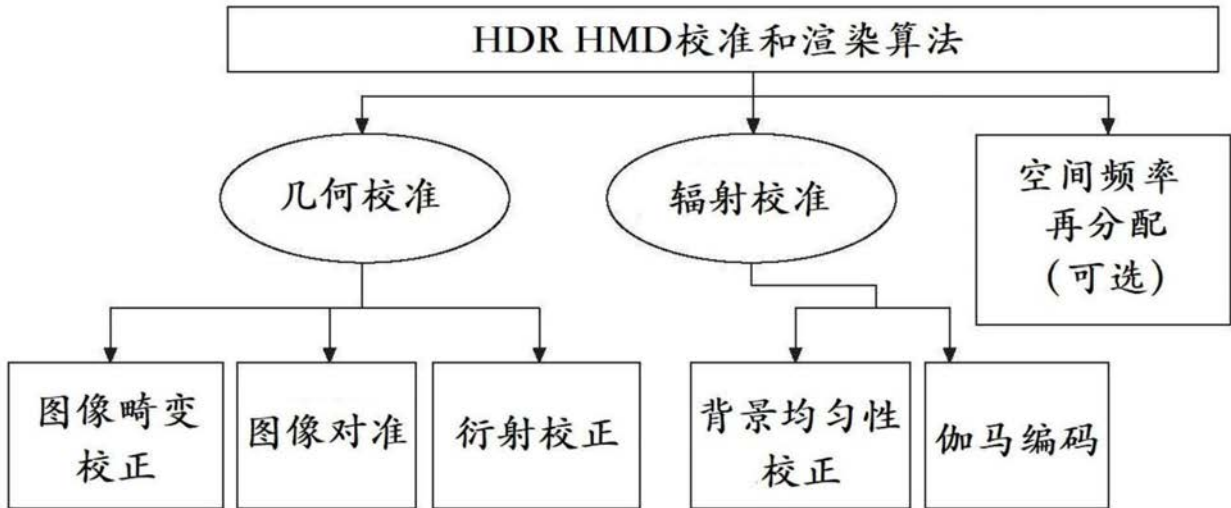 HDR HMD校准和渲染算法
几何校准
辐射校准
空间频率
再分配
(可选)
图像畸变
校正
图像对准
衍射校正
背景均匀性
校正
伽马编码